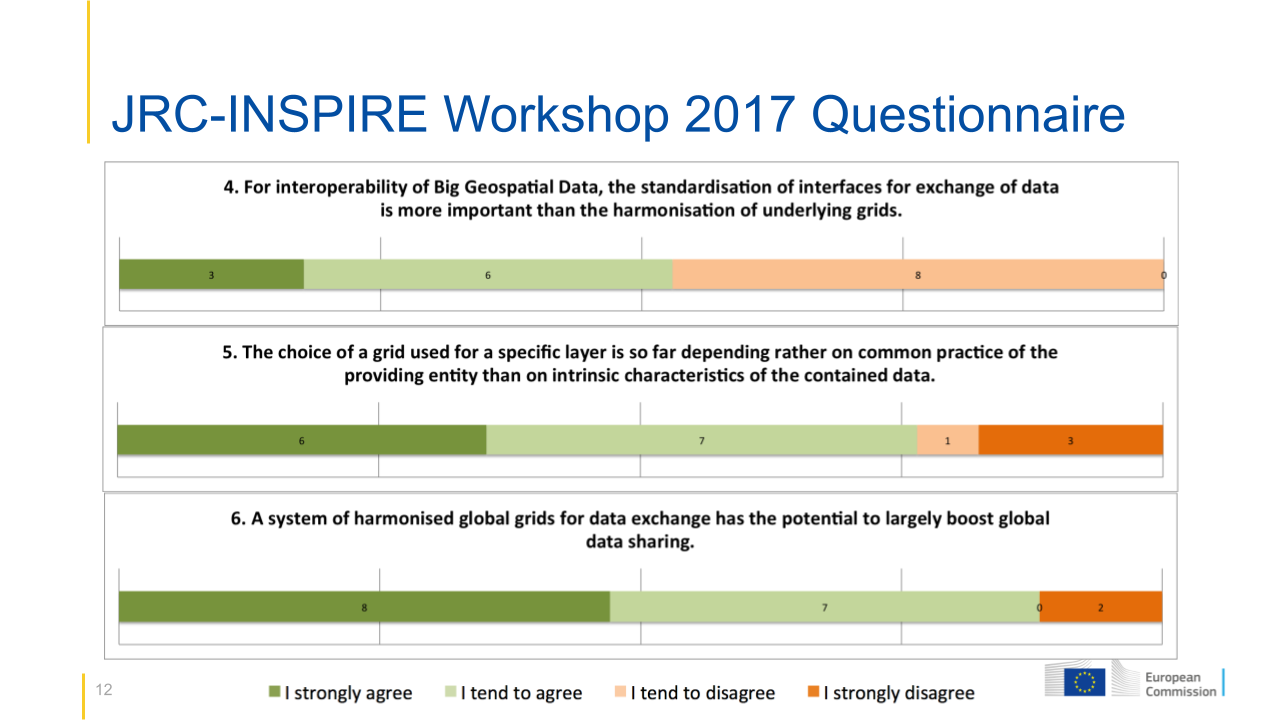 JRC-INSPIRE Workshop 2017 Questionnaire
4. For interoperability of Big Geospatial Data, the standardisation of interfaces for exchange of data
is more important than the harmonisation of underlying grids.
3 6 8 0
5. The choice of a grid used for a specific layer is so far depending rather on common practice of the
providing entity than on intrinsic characteristics of the contained data.
6 7 1 3
6. A system of harmonised global grids for data exchange has the potential to largely boost global
data sharing.
8 7 0 2
12
I strongly agree I tend to agree I tend to disagree I strongly disagree
European
Commission